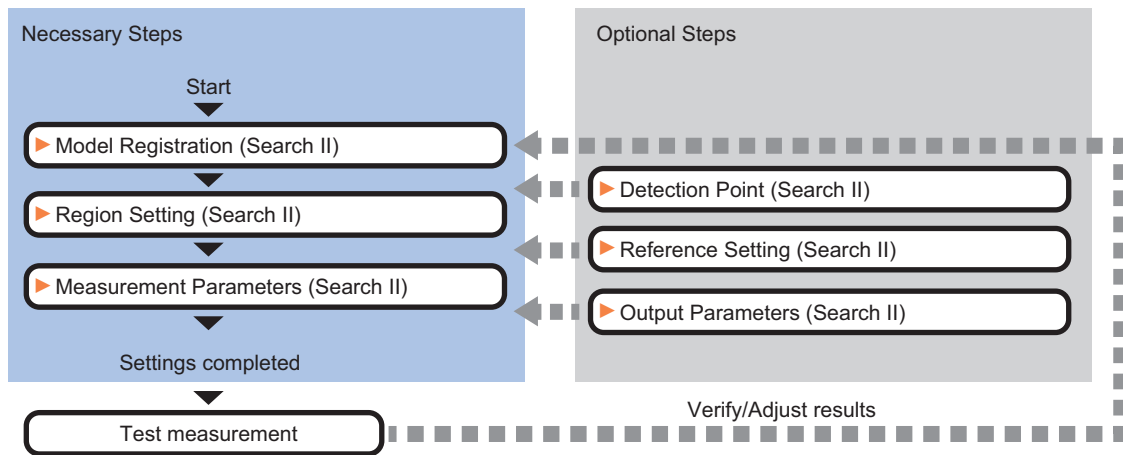 Necessary Steps
Start
Model Registration (Search II)
Region Setting (Search II)
Measurement Parameters (Search II)
Settings completed
Test measurement
Optional Steps
Detection Point (Search II)
Reference Setting (Search II)
Output Parameters (Search II)
Verify/Adjust results